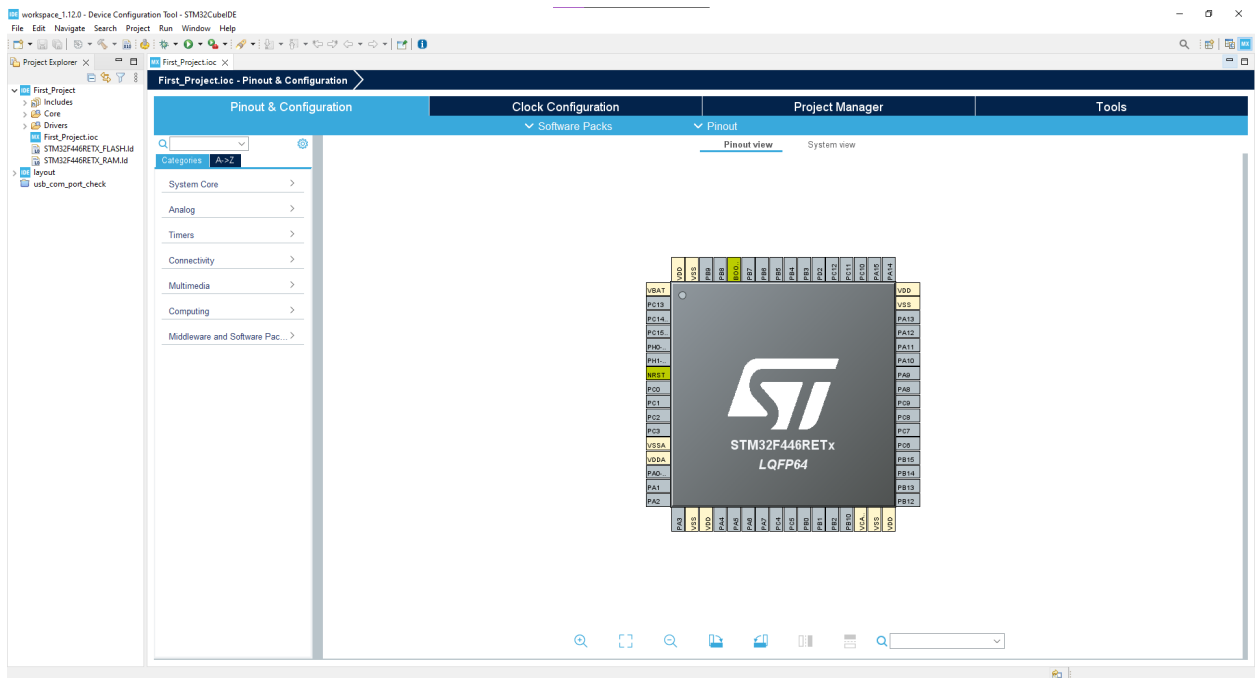 workspace_1.12.0 - Device Configuration Tool - STM32CubeIDE
File Edit Navigate Search Project Run Window Help
Project Explorer
First_Project.ioc
First_Project
Includes
Core
Drivers
First_Project.ioc
STM32F446RETX_FLASH.ld
STM32F446RETX_RAM.ld
layout
usb_com_port_check
First_Project.ioc - Pinout & Configuration
Pinout & Configuration
Clock Configuration
Project Manager
Tools
Software Packs
Pinout
Categories A->Z
System Core
Analog
Timers
Connectivity
Multimedia
Computing
Middleware and Software Pac...
Pinout view
System view
VDD VSS PB9 PB8 BOO.. PB7 PB6 PB5 PB4 PB3 PD2 PC12 PC11 PC10 PA15 PA14
VBAT
PC13
PC14..
PC15..
PH0-..
PH1-..
NRST
PC0
PC1
PC2
PC3
VSSA
VDDA
PA0-..
PA1
PA2
STM32F446RETx
LQFP64
VDD
VSS
PA13
PA12
PA11
PA10
PA9
PA8
PC9
PC8
PC7
PC6
PB15
PB14
PB13
PB12
PA3 VSS VDD PA4 PA5 PA6 PA7 PC4 PC5 PB0 PB1 PB2 PB10 VCA.. VSS VDD